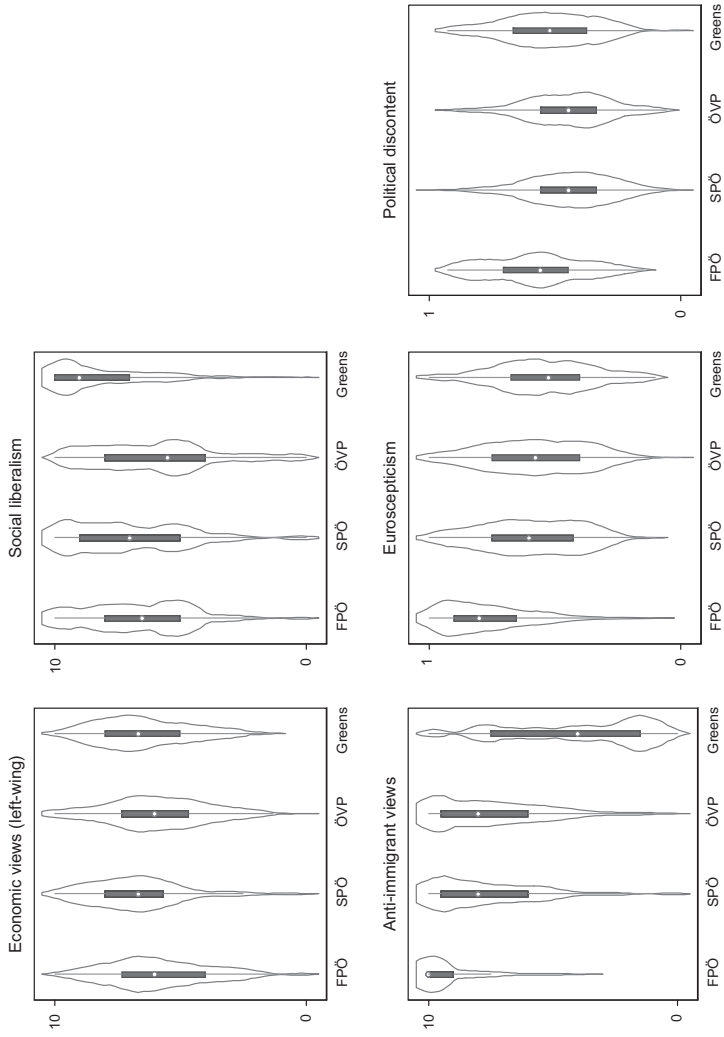 Economic views (left-wing)
10
0
FPÖ SPÖ ÖVP Greens
Social liberalism
10
0
FPÖ SPÖ ÖVP Greens
Anti-immigrant views
10
0
FPÖ SPÖ ÖVP Greens
Euroscepticism
1
0
FPÖ SPÖ ÖVP Greens
Political discontent
1
0
FPÖ SPÖ ÖVP Greens